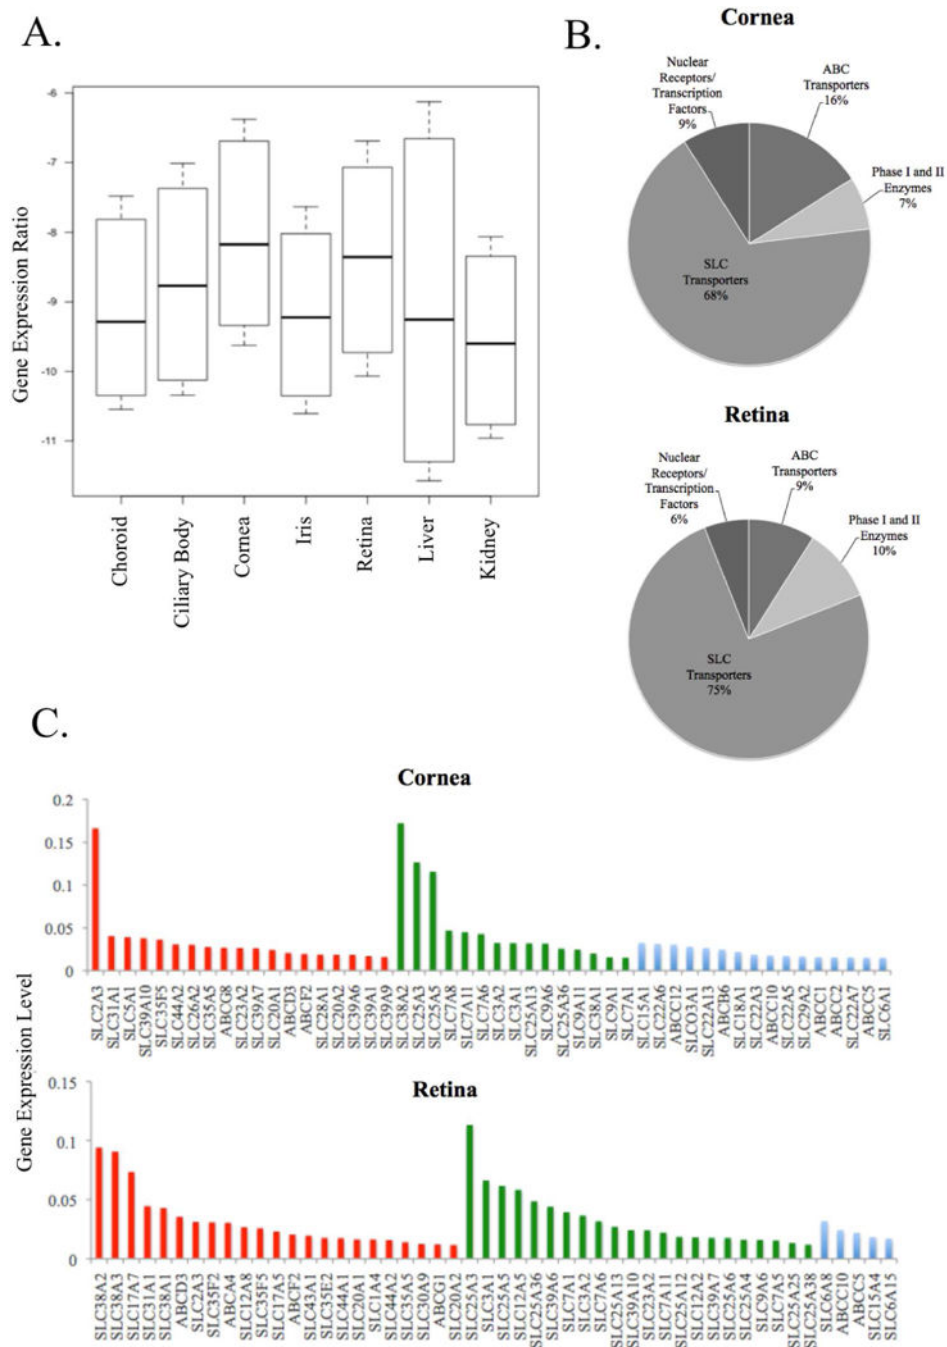 A.
-6
-7
-8
-9
-10
-11
Gene Expression Ratio
Choroid
Ciliary Body
Cornea
Iris
Retina
Liver
Kidney
B.
Cornea
Nuclear
Receptors/
Transcription
Factors
9%
ABC
Transporters
16%
Phase I and II
Enzymes
7%
SLC
Transporters
68%
Retina
Nuclear
Receptors/
Transcription
Factors
6%
ABC
Transporters
9%
Phase I and II
Enzymes
10%
SLC
Transporters
75%
C.
Gene Expression Level
Cornea
0.2
0.15
0.1
0.05
0
SLC2A3
SLC31A1
SLC5A1
SLC39A10
SLC35F5
SLC44A2
SLC26A2
SLC35A5
ABCG8
SLC23A2
SLC39A7
SLC20A1
ABCD3
ABCF2
SLC28A1
SLC20A2
SLC39A6
SLC39A1
SLC39A9
SLC38A2
SLC25A3
SLC25A5
SLC7A8
SLC7A11
SLC7A6
SLC3A2
SLC3A1
SLC25A13
SLC9A6
SLC25A36
SLC9A11
SLC38A1
SLC9A1
SLC7A1
SLC15A1
SLC22A6
ABCC12
SLCO3A1
SLC22A13
ABCB6
SLC18A1
SLC22A3
ABCC10
SLC22A5
SLC29A2
ABCC1
ABCC2
SLC22A7
ABCC5
SLC6A1
Retina
0.15
0.1
0.05
0
SLC38A2
SLC38A3
SLC17A7
SLC31A1
SLC38A1
ABCD3
SLC2A3
SLC35F2
ABCA4
SLC12A8
SLC35F5
SLC17A5
ABCF2
SLC43A1
SLC35E2
SLC44A1
SLC20A1
SLC1A4
SLC44A2
SLC35A5
SLC30A9
ABCG1
SLC20A2
SLC25A3
SLC3A1
SLC25A5
SLC12A5
SLC25A36
SLC39A6
SLC7A1
SLC3A2
SLC7A6
SLC25A13
SLC39A10
SLC23A2
SLC7A11
SLC25A12
SLC12A2
SLC39A7
SLC25A6
SLC25A4
SLC9A6
SLC7A5
SLC25A25
SLC25A38
SLC6A8
ABCC10
ABCC5
SLC15A4
SLC6A15